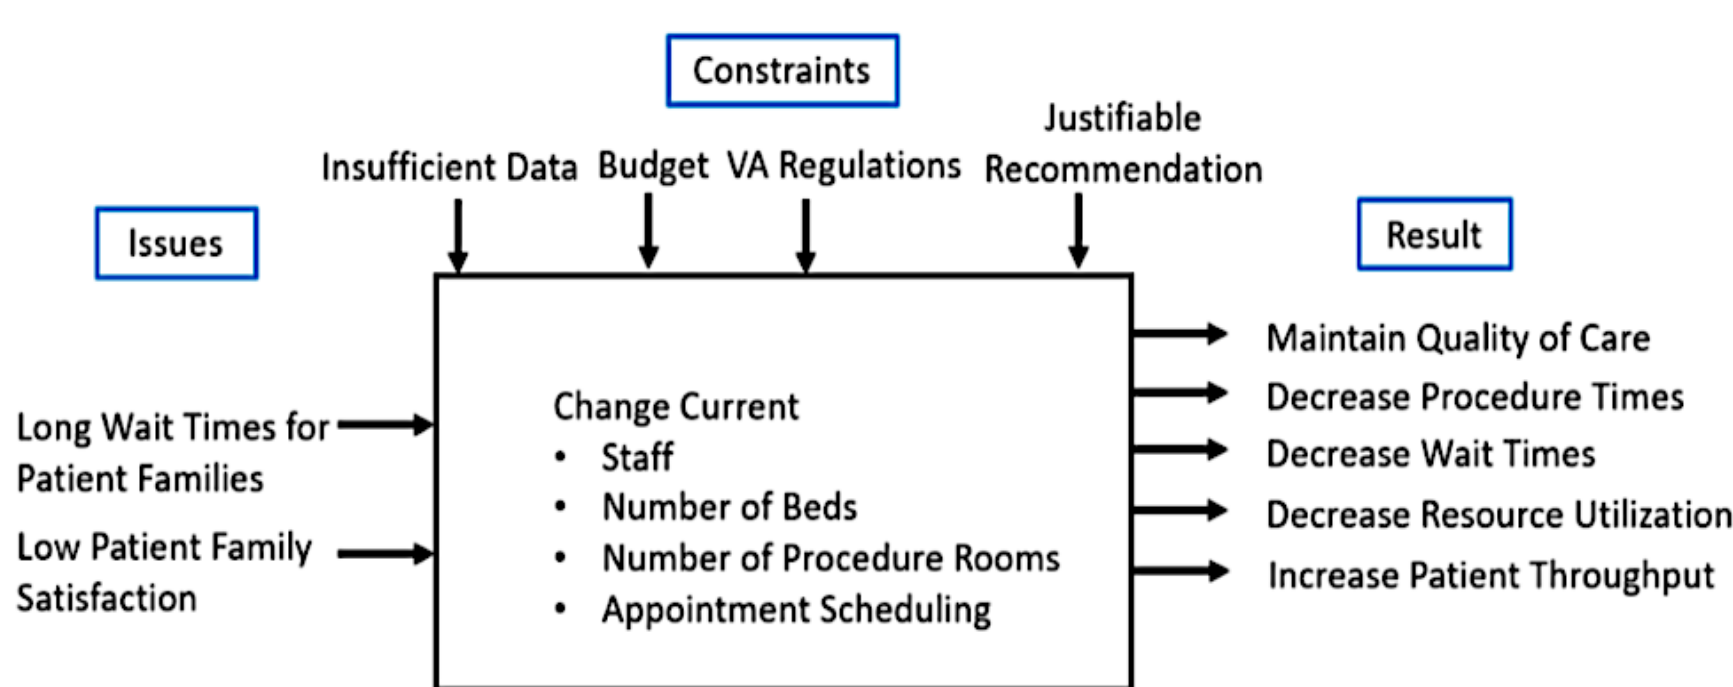 Constraints
Justifiable
Insufficient Data Budget VA Regulations Recommendation
Issues
Result
Long Wait Times for
Patient Families
Low Patient Family
Satisfaction
Change Current
• Staff
• Number of Beds
• Number of Procedure Rooms
• Appointment Scheduling
Maintain Quality of Care
Decrease Procedure Times
Decrease Wait Times
Decrease Resource Utilization
Increase Patient Throughput